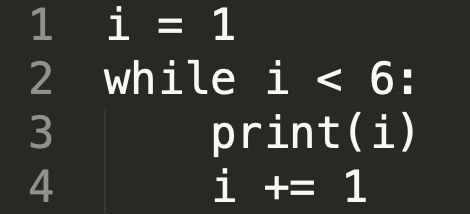 1 i = 1
2 while i < 6:
3     print(i)
4     i += 1